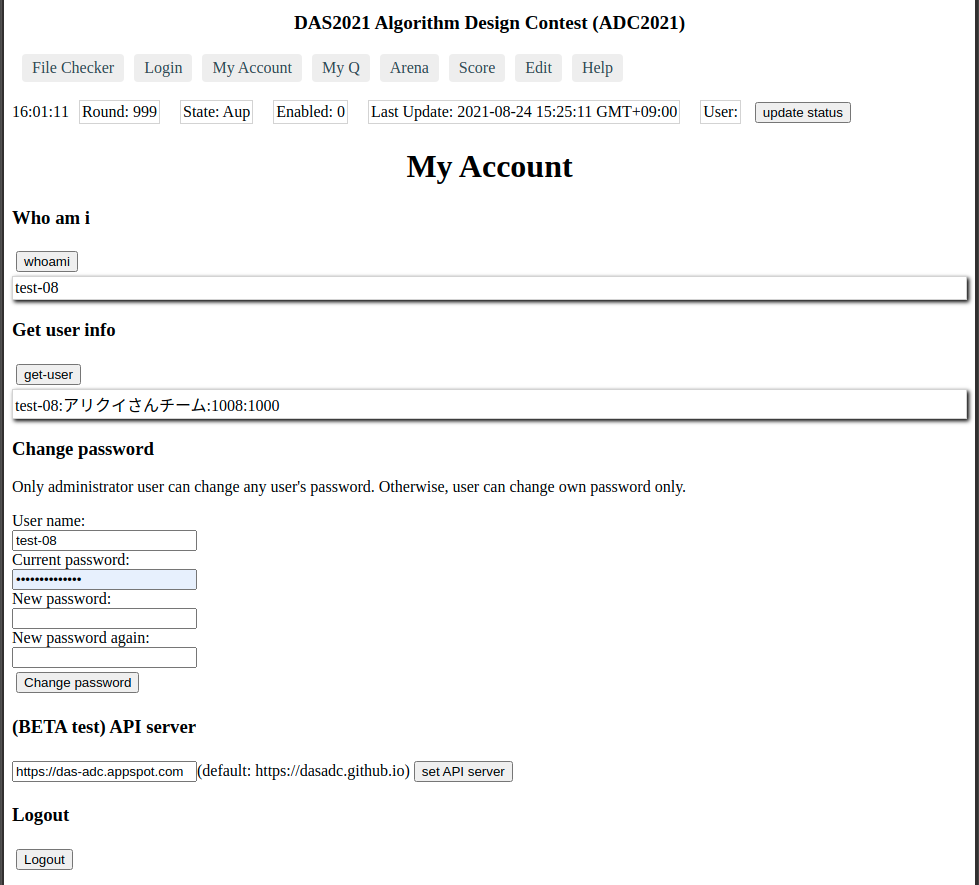 DAS2021 Algorithm Design Contest (ADC2021)
File Checker Login My Account My Q Arena Score Edit Help
16:01:11 Round: 999 State: Aup Enabled: 0 Last Update: 2021-08-24 15:25:11 GMT+09:00 User: update status
My Account
Who am i
whoami
test-08
Get user info
get-user
test-08:アリクイさんチーム:1008:1000
Change password
Only administrator user can change any user's password. Otherwise, user can change own password only.
User name:
test-08
Current password:
••••••••••••••
New password:
New password again:
Change password
(BETA test) API server
https://das-adc.appspot.com (default: https://dasadc.github.io) set API server
Logout
Logout